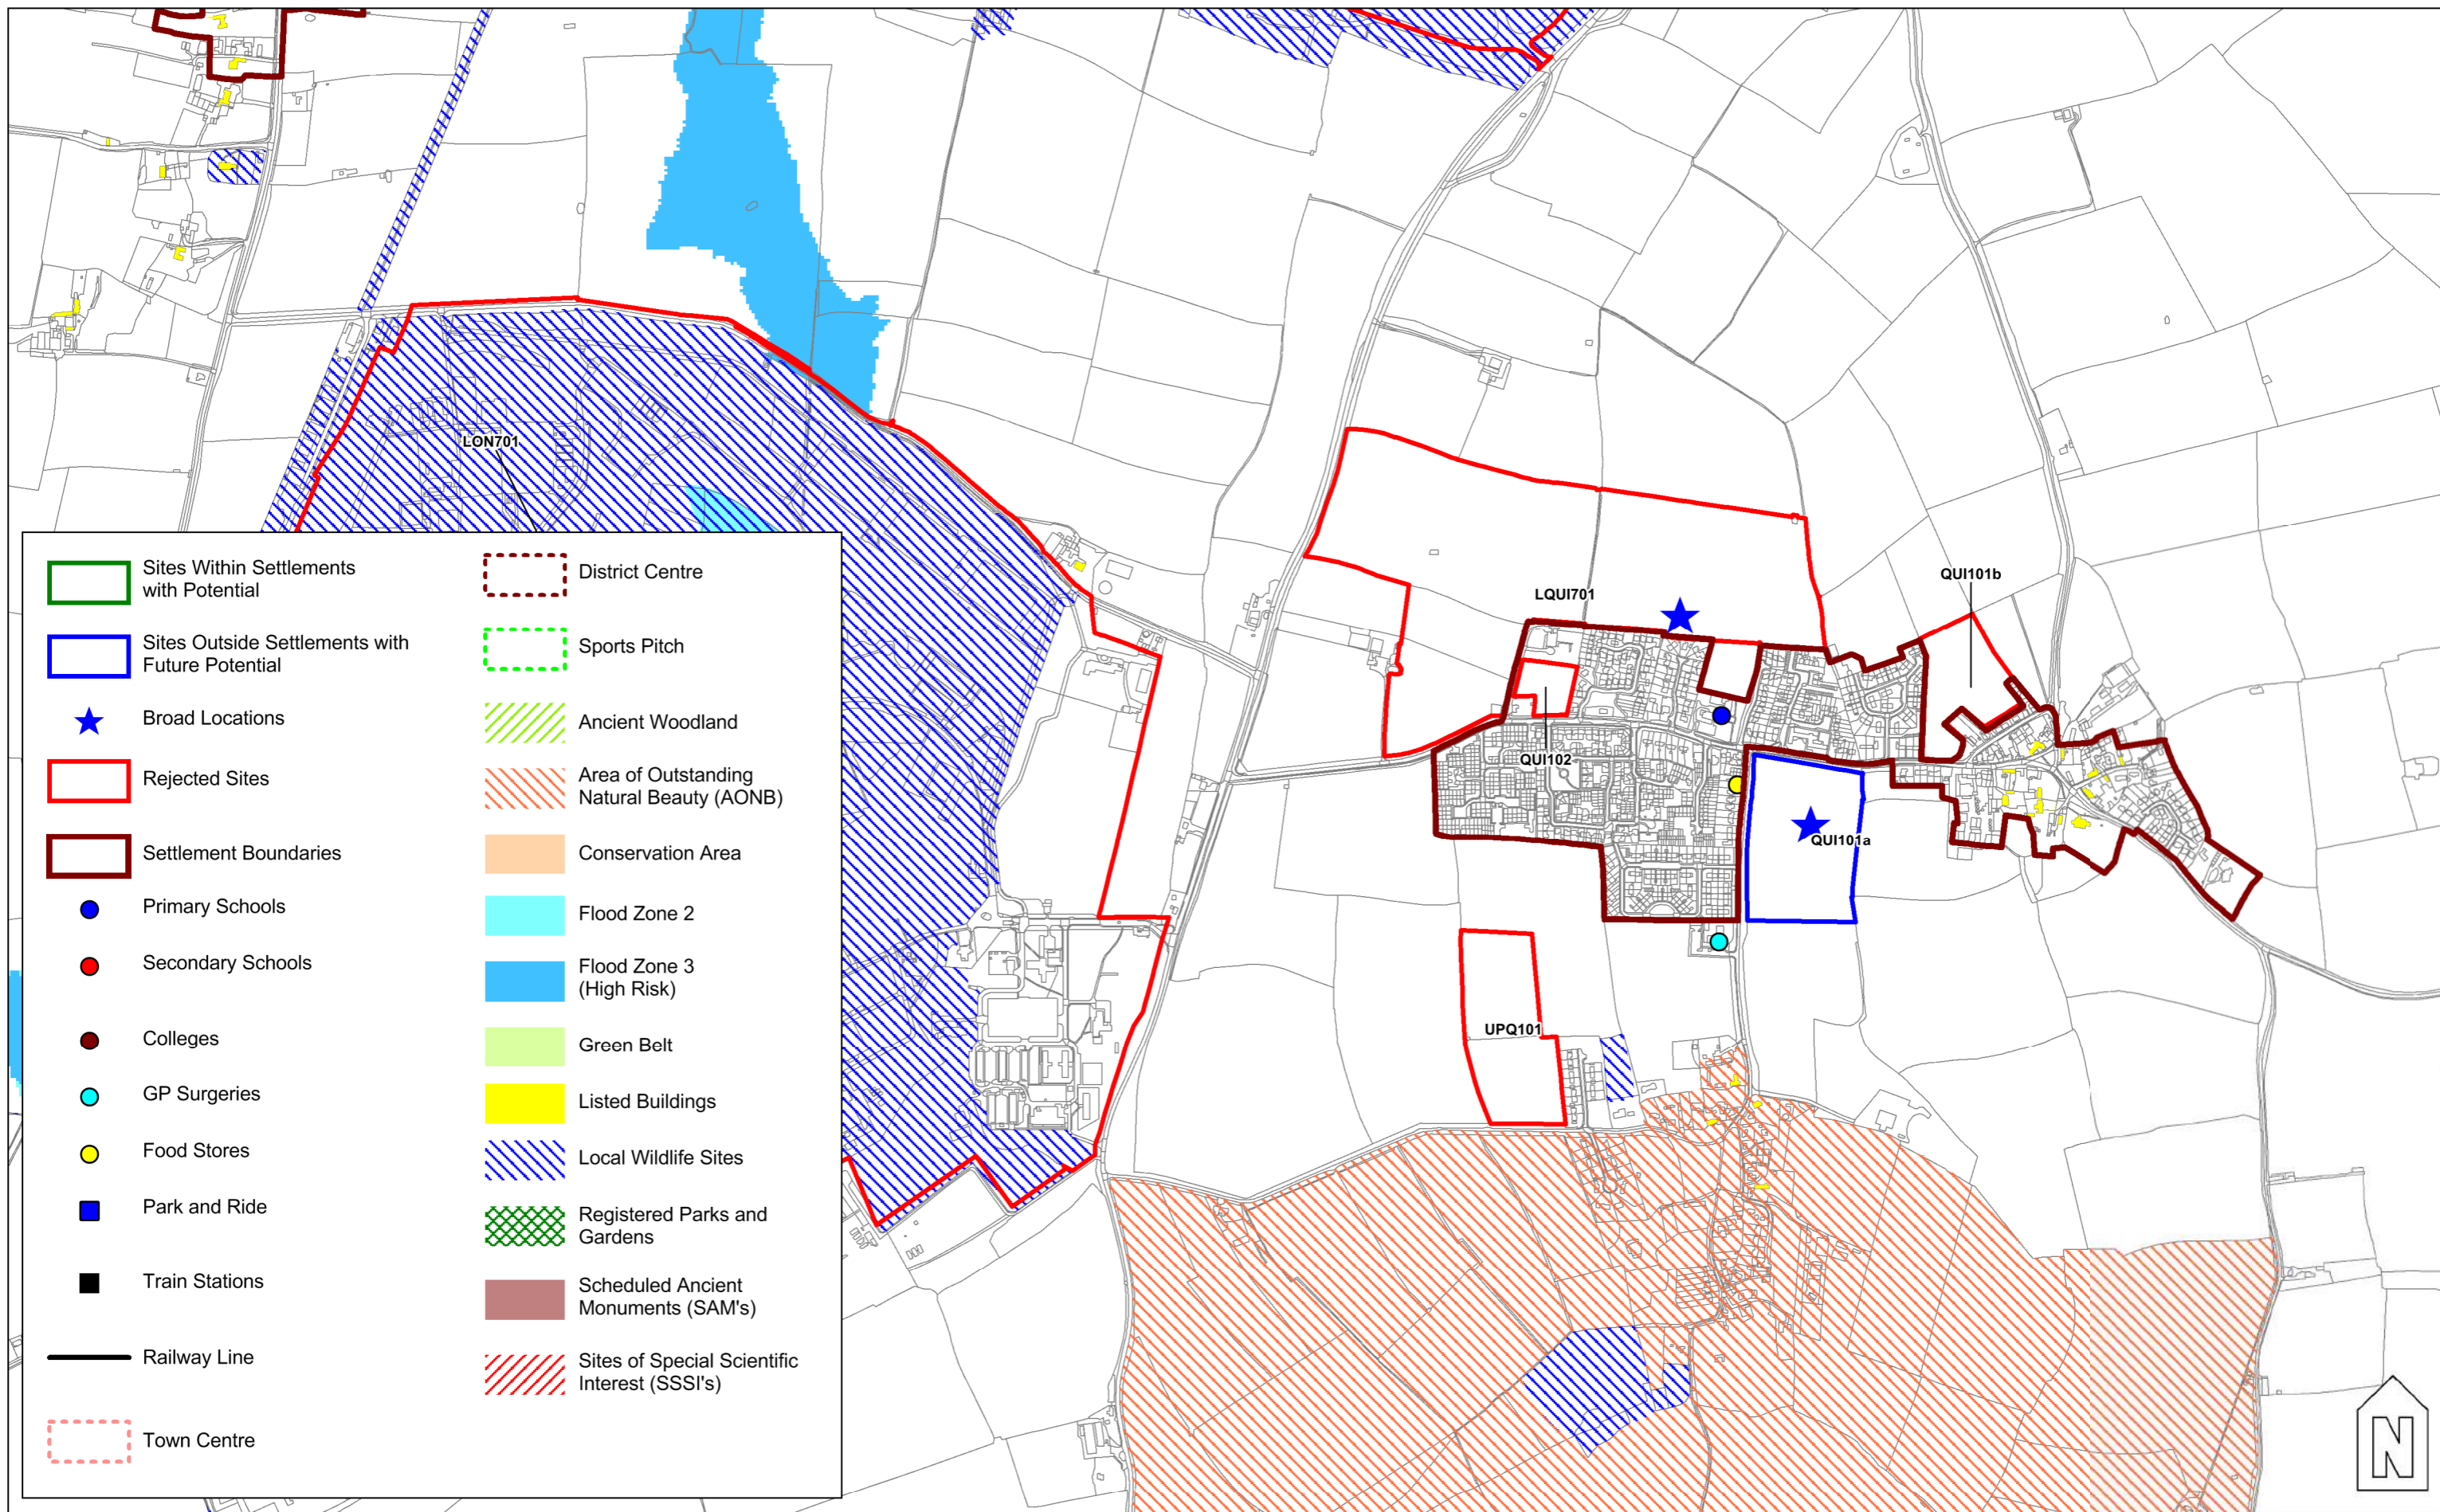 LON701
LQUI701
QUI101b
QUI102
QUI101a
UPQ101
Sites Within Settlements
with Potential
Sites Outside Settlements with
Future Potential
Broad Locations
Rejected Sites
Settlement Boundaries
Primary Schools
Secondary Schools
Colleges
GP Surgeries
Food Stores
Park and Ride
Train Stations
Railway Line
Town Centre
District Centre
Sports Pitch
Ancient Woodland
Area of Outstanding
Natural Beauty (AONB)
Conservation Area
Flood Zone 2
Flood Zone 3
(High Risk)
Green Belt
Listed Buildings
Local Wildlife Sites
Registered Parks and
Gardens
Scheduled Ancient
Monuments (SAM's)
Sites of Special Scientific
Interest (SSSI's)
N